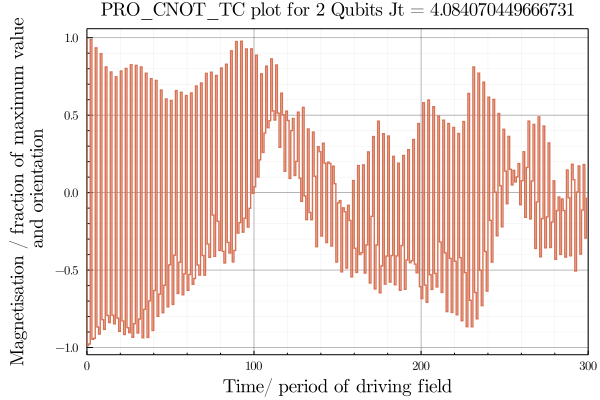 PRO_CNOT_TC plot for 2 Qubits Jt = 4.084070449666731
Magnetisation / fraction of maximum value
and orientation
1.0
0.5
0.0
−0.5
−1.0
0
100
200
300
Time/ period of driving field